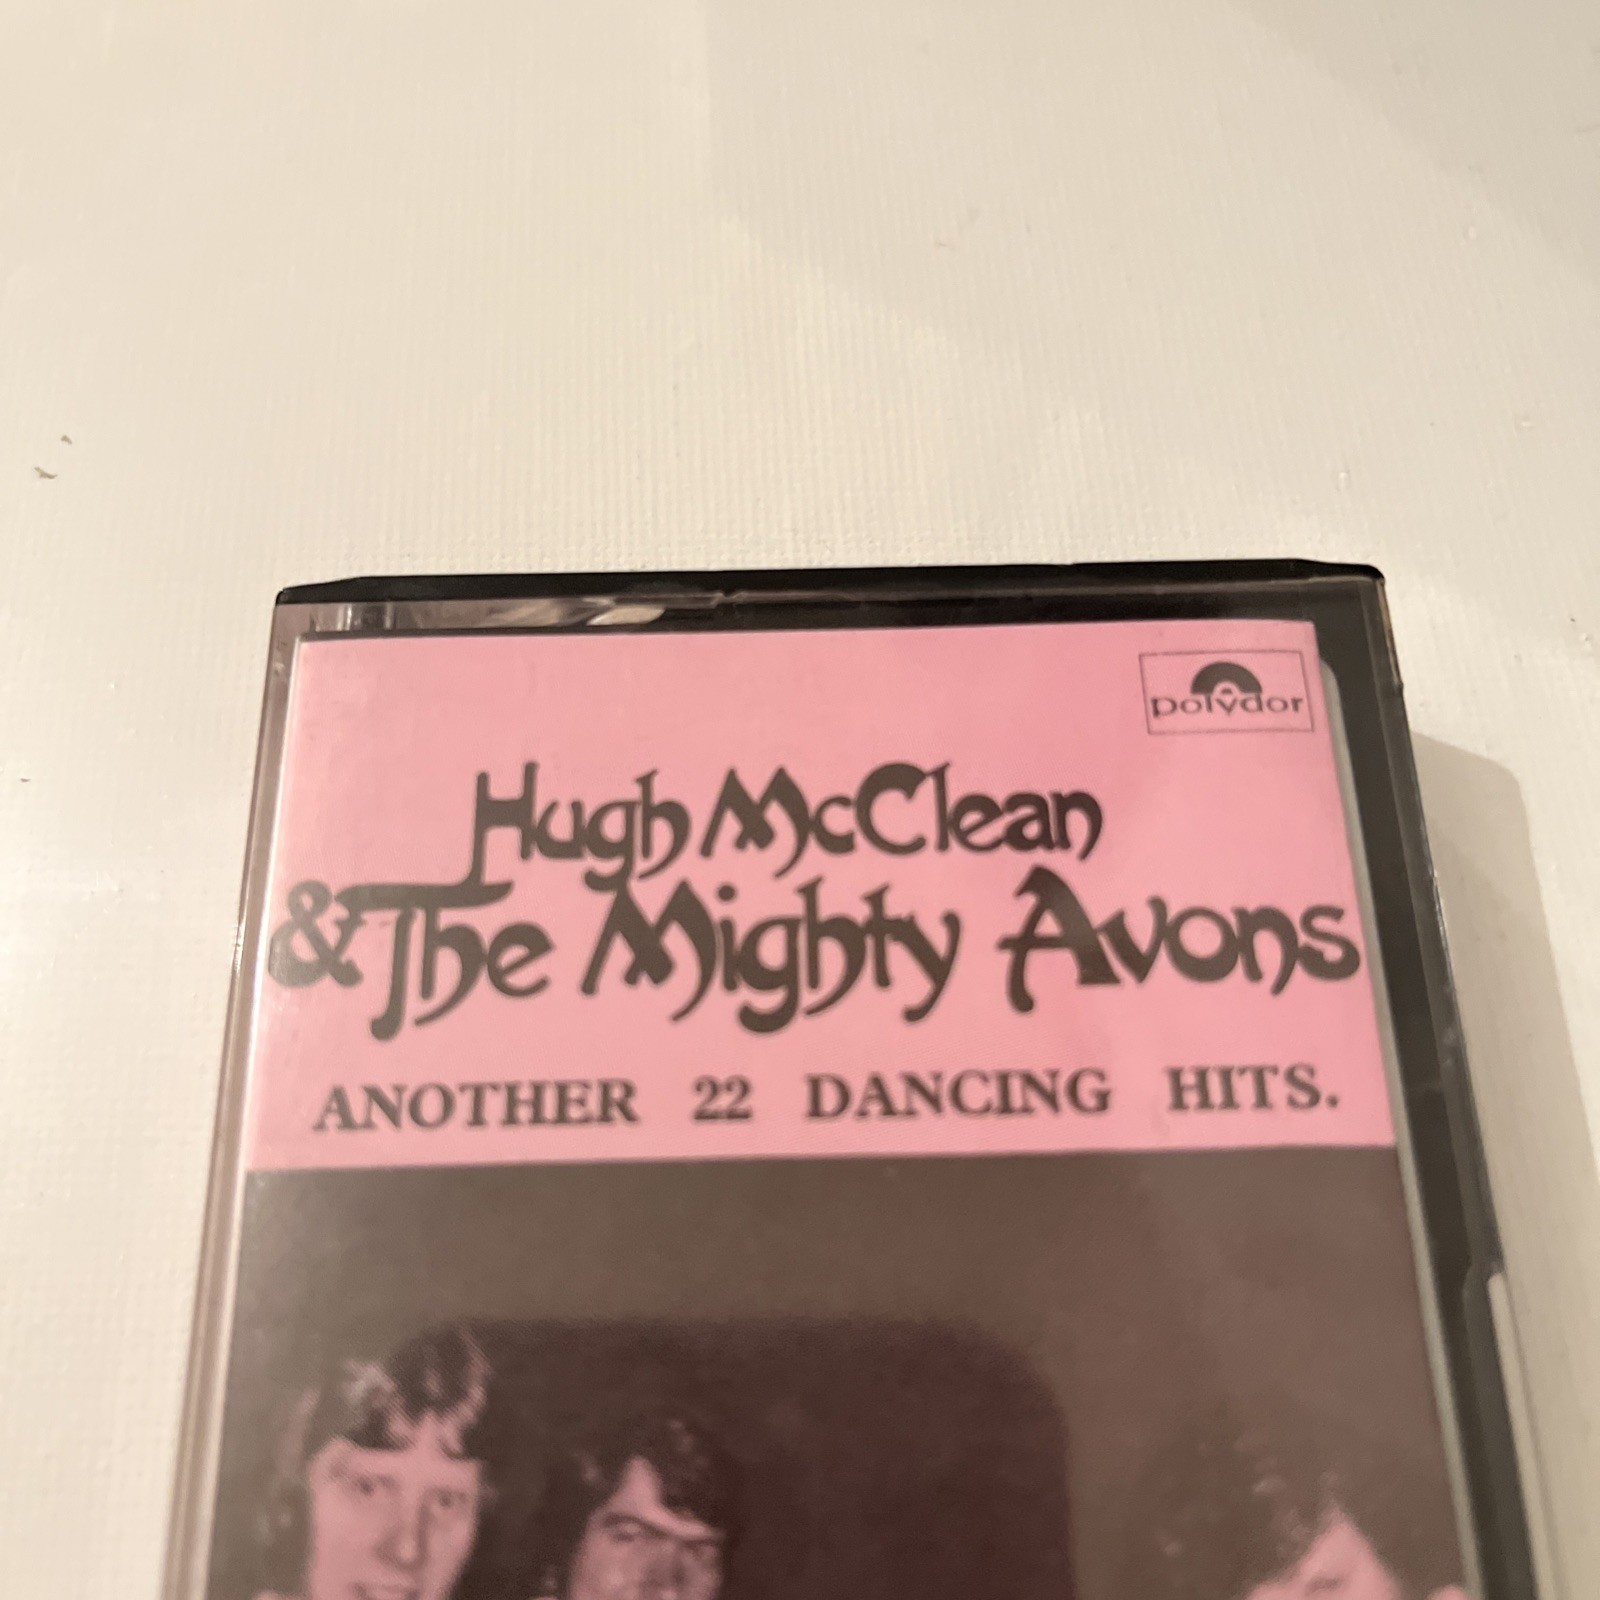 polydor
Hugh McClean
& The Mighty Avons
ANOTHER 22 DANCING HITS.